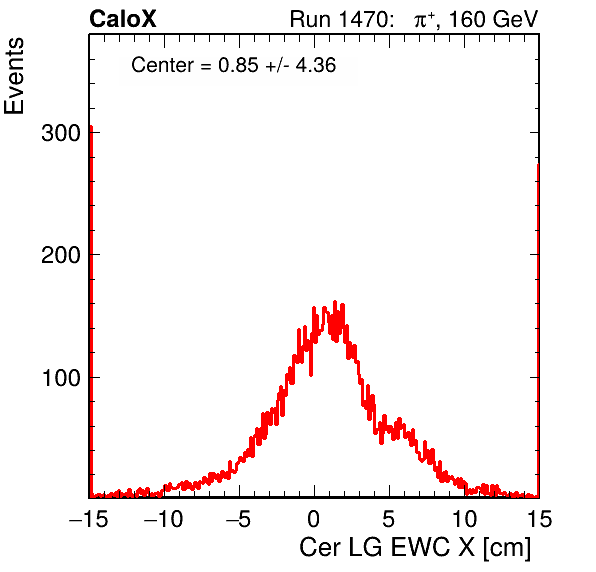 CaloX Run 1470: π⁺, 160 GeV
Center = 0.85 +/- 4.36
Events
300
200
100
−15 −10 −5 0 5 10 15
Cer LG EWC X [cm]